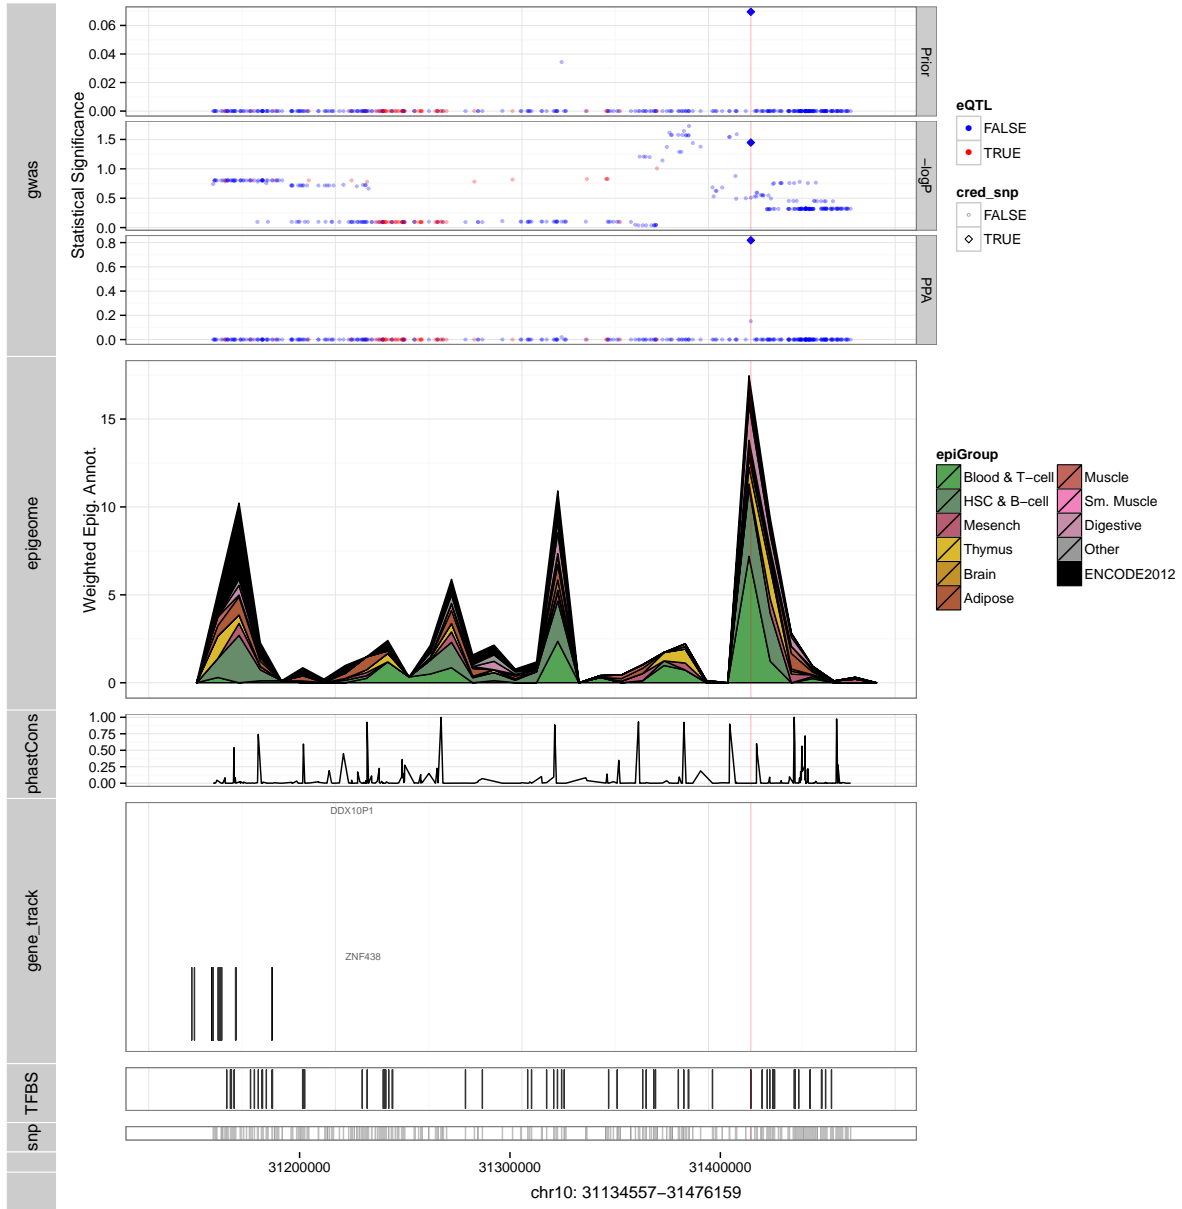 gwas
Statistical Significance
0.06
0.04
0.02
0.00
Prior
1.5
1.0
0.5
0.0
−logP
0.8
0.6
0.4
0.2
0.0
PPA
eQTL
FALSE
TRUE
cred_snp
FALSE
TRUE
epigeome
Weighted Epig. Annot.
15
10
5
0
epiGroup
Blood & T−cell
HSC & B−cell
Mesench
Thymus
Brain
Adipose
Muscle
Sm. Muscle
Digestive
Other
ENCODE2012
phastCons
1.00
0.75
0.50
0.25
0.00
gene_track
DDX10P1
ZNF438
TFBS
snp
31200000
31300000
31400000
chr10: 31134557−31476159